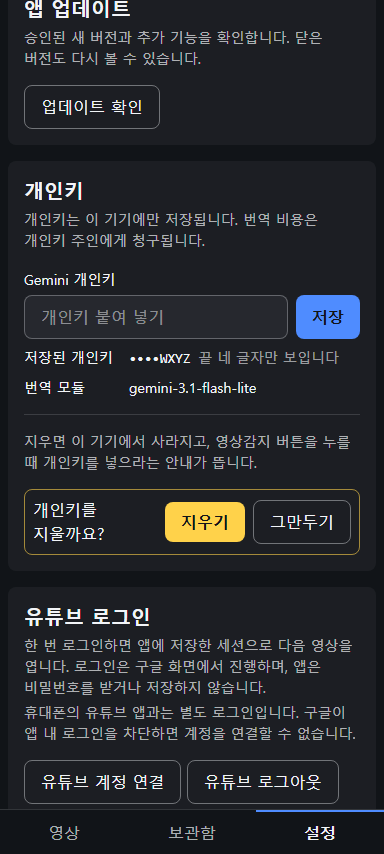 앱 업데이트
승인된 새 버전과 추가 기능을 확인합니다. 닫은
버전도 다시 볼 수 있습니다.
업데이트 확인
개인키
개인키는 이 기기에만 저장됩니다. 번역 비용은
개인키 주인에게 청구됩니다.
Gemini 개인키
개인키 붙여 넣기
저장
저장된 개인키 ••••WXYZ 끝 네 글자만 보입니다
번역 모듈 gemini-3.1-flash-lite
지우면 이 기기에서 사라지고, 영상감지 버튼을 누를
때 개인키를 넣으라는 안내가 뜹니다.
개인키를
지울까요?
지우기
그만두기
유튜브 로그인
한 번 로그인하면 앱에 저장한 세션으로 다음 영상을
엽니다. 로그인은 구글 화면에서 진행하며, 앱은
비밀번호를 받거나 저장하지 않습니다.
휴대폰의 유튜브 앱과는 별도 로그인입니다. 구글이
앱 내 로그인을 차단하면 계정을 연결할 수 없습니다.
유튜브 계정 연결
유튜브 로그아웃
영상
보관함
설정